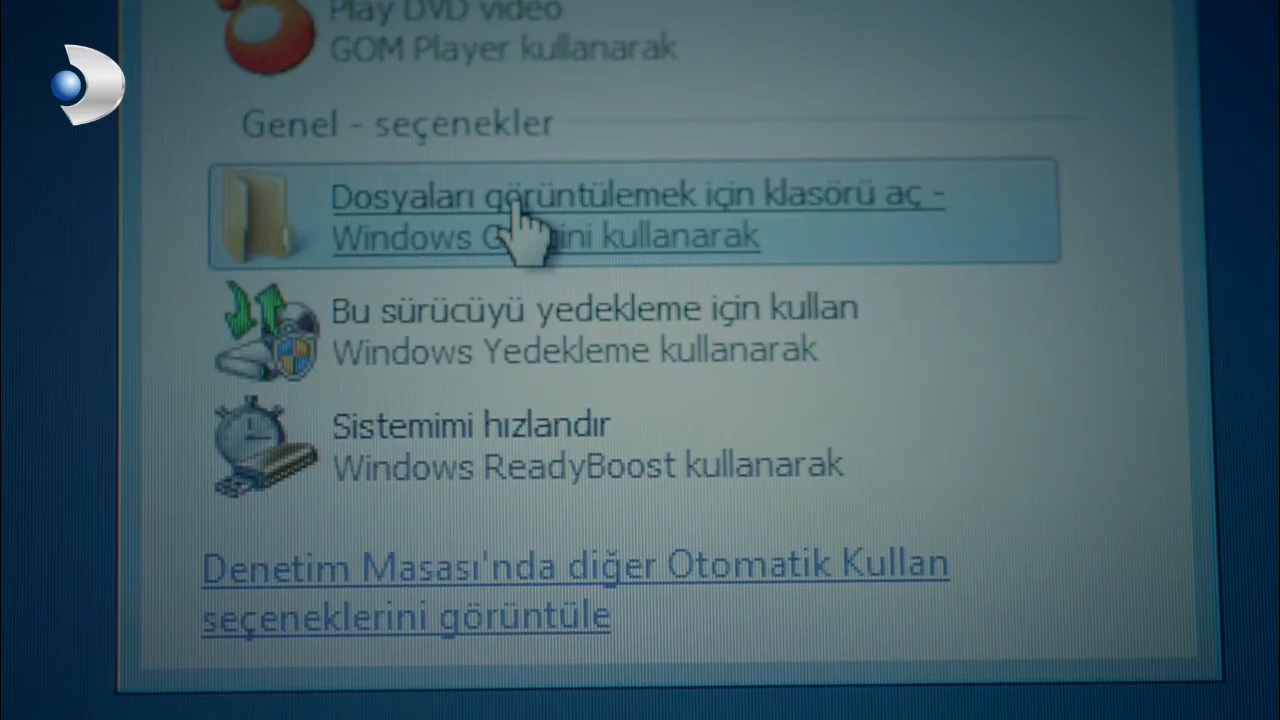 Play DVD video
GOM Player kullanarak
Genel - seçenekler
Dosyaları görüntülemek için klasörü aç -
Windows kullanarak
Bu sürücüyü yedekleme için kullan
Windows Yedekleme kullanarak
Sistemimi hızlandır
Windows ReadyBoost kullanarak
Denetim Masası'nda diğer Otomatik Kullan
seçeneklerini görüntüle